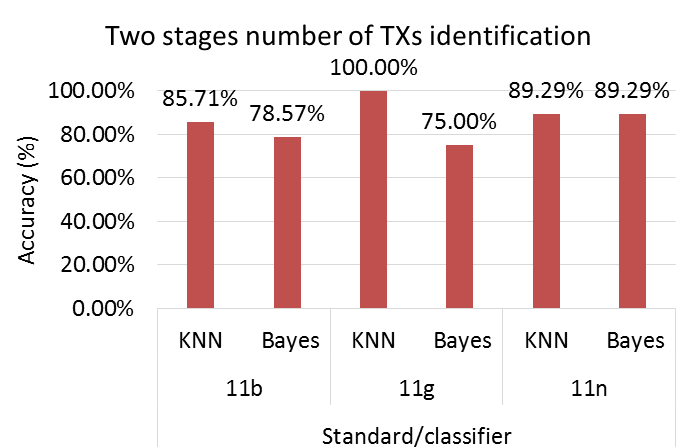 Two stages number of TXs identification
100.00%
85.71%
78.57%
100.00%
75.00%
89.29%
89.29%
80.00%
60.00%
40.00%
20.00%
0.00%
Accuracy (%)
KNN Bayes KNN Bayes KNN Bayes
11b 11g 11n
Standard/classifier